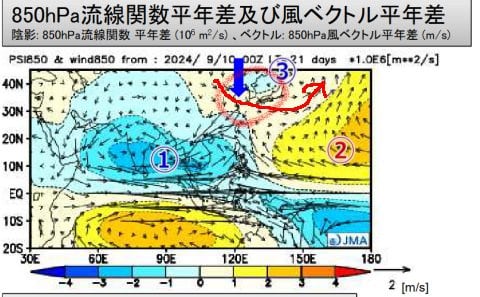 850hPa流線関数平年差及び風ベクトル平年差
陰影: 850hPa流線関数 平年差 (10⁶ m²/s) 、ベクトル: 850hPa風ベクトル平年差 (m/s)
PSI850 & wind850 from : 2024/ 9/10 00Z LT 21 days *1.0E6[m**2/s]
40N
30N
20N
10N
EQ
10S
20S
① ② ③
JMA
30E 60E 90E 120E 150E 180
-4 -3 -2 -1 0 1 2 3 4
2 [m/s]